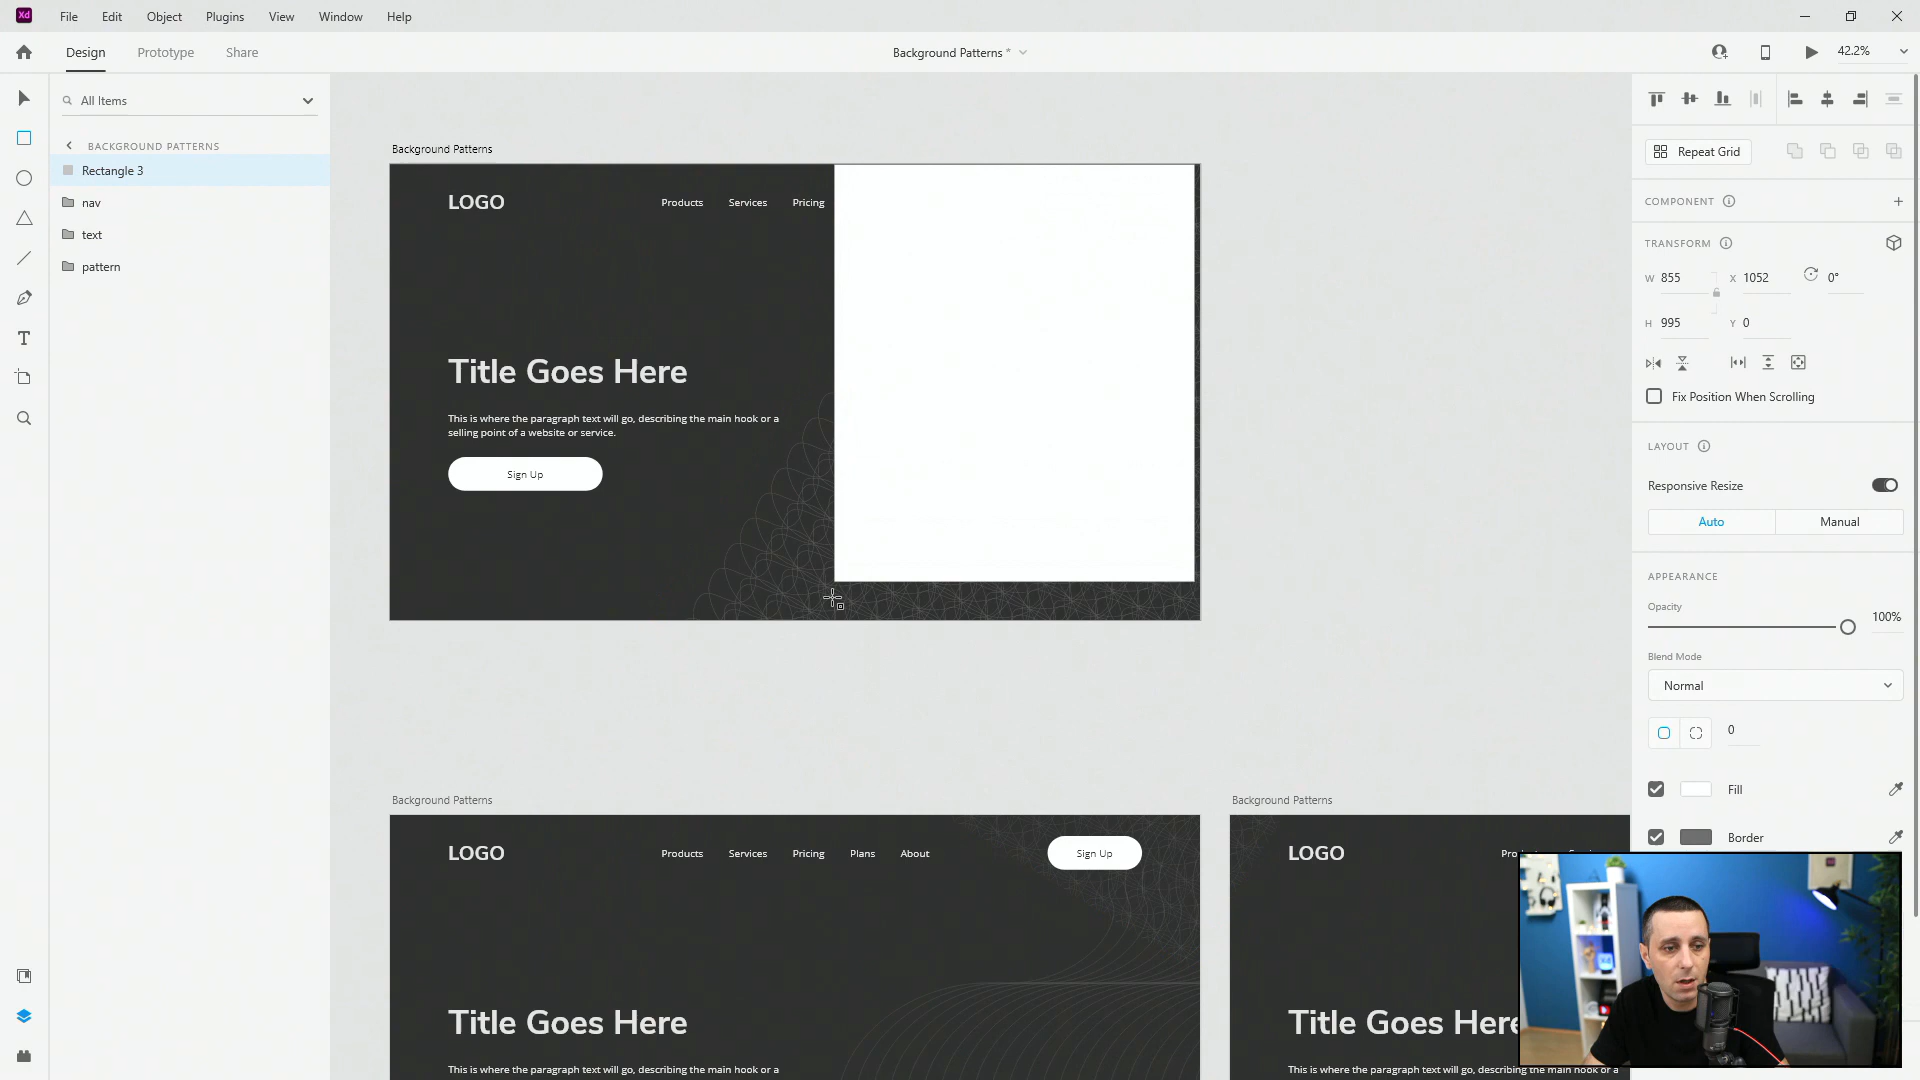 Xd File Edit Object Plugins View Window Help
Design Prototype Share Background Patterns * 42.2%
All Items
BACKGROUND PATTERNS
Rectangle 3
nav
text
pattern
Background Patterns
LOGO Products Services Pricing
Title Goes Here
This is where the paragraph text will go, describing the main hook or a
selling point of a website or service.
Sign Up
Background Patterns
LOGO Products Services Pricing Plans About Sign Up
Title Goes Here
This is where the paragraph text will go, describing the main hook or a
Background Patterns
LOGO
Title Goes Here
This is where the paragraph text will go, describing the main hook or a
Repeat Grid
COMPONENT
TRANSFORM
W 855 X 1052 0°
H 995 Y 0
Fix Position When Scrolling
LAYOUT
Responsive Resize
Auto Manual
APPEARANCE
Opacity
100%
Blend Mode
Normal
0
Fill
Border